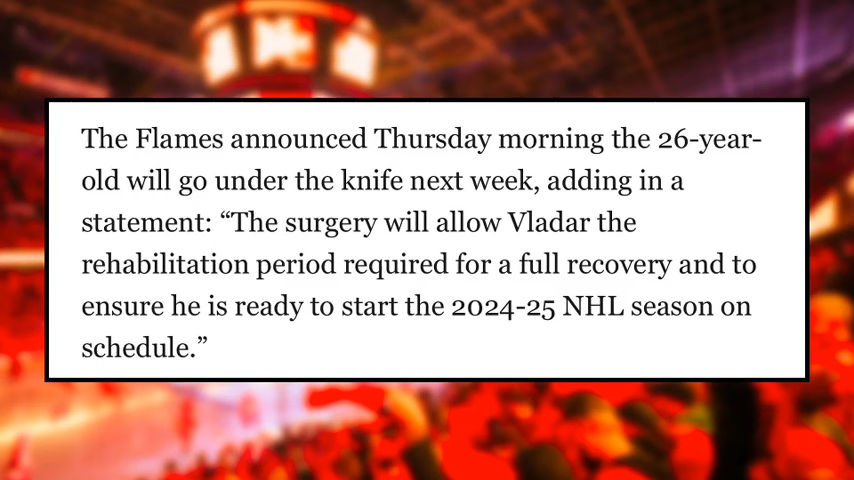 The Flames announced Thursday morning the 26-year-
old will go under the knife next week, adding in a
statement: “The surgery will allow Vladar the
rehabilitation period required for a full recovery and to
ensure he is ready to start the 2024-25 NHL season on
schedule.”